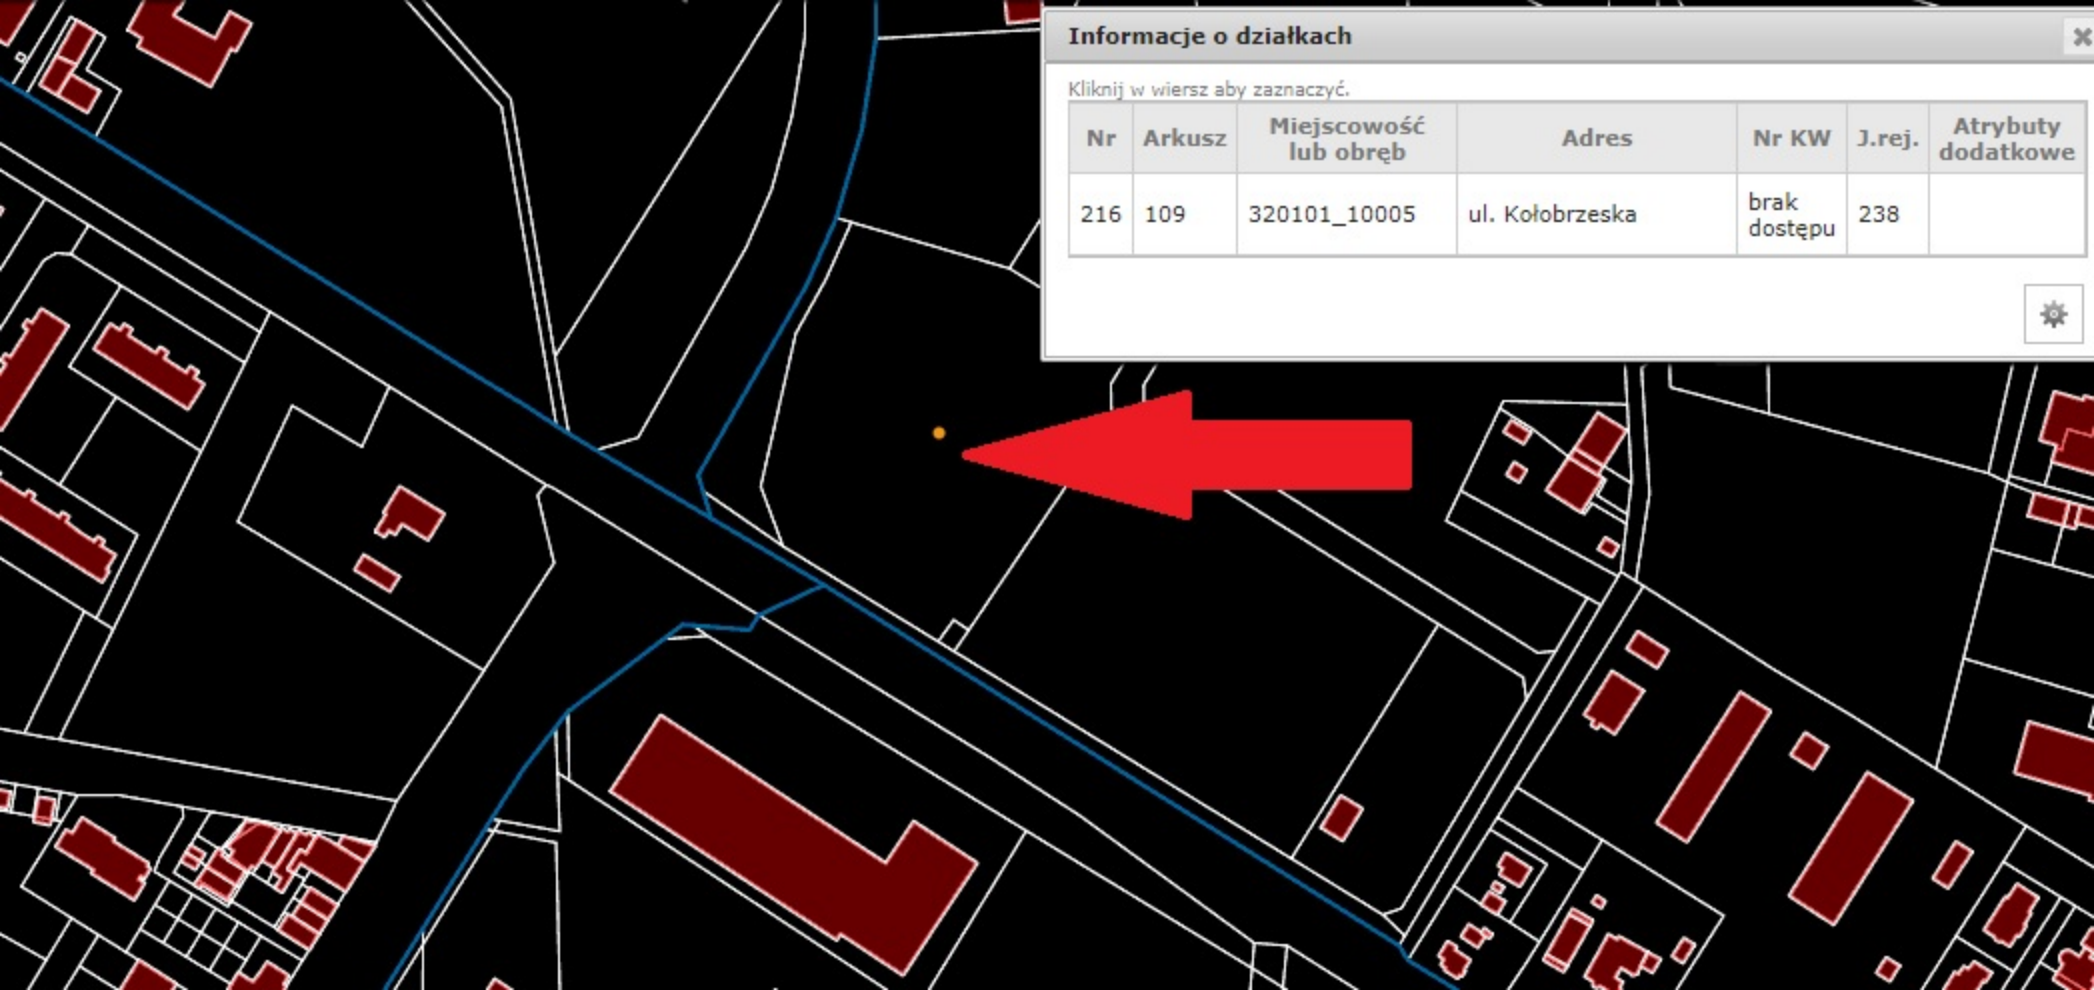 Informacje o działkach
Kliknij w wiersz aby zaznaczyć.
Nr Arkusz Miejscowość lub obręb Adres Nr KW J.rej. Atrybuty dodatkowe
216 109 320101_10005 ul. Kołobrzeska brak dostępu 238